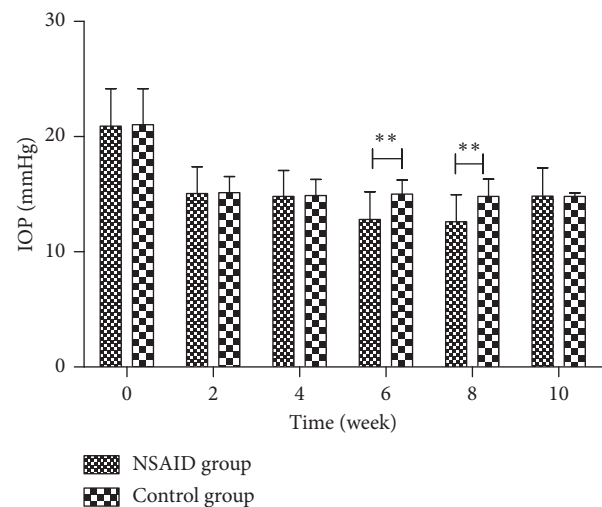 30
20
10
0
IOP (mmHg)
**
**
0 2 4 6 8 10
Time (week)
NSAID group
Control group